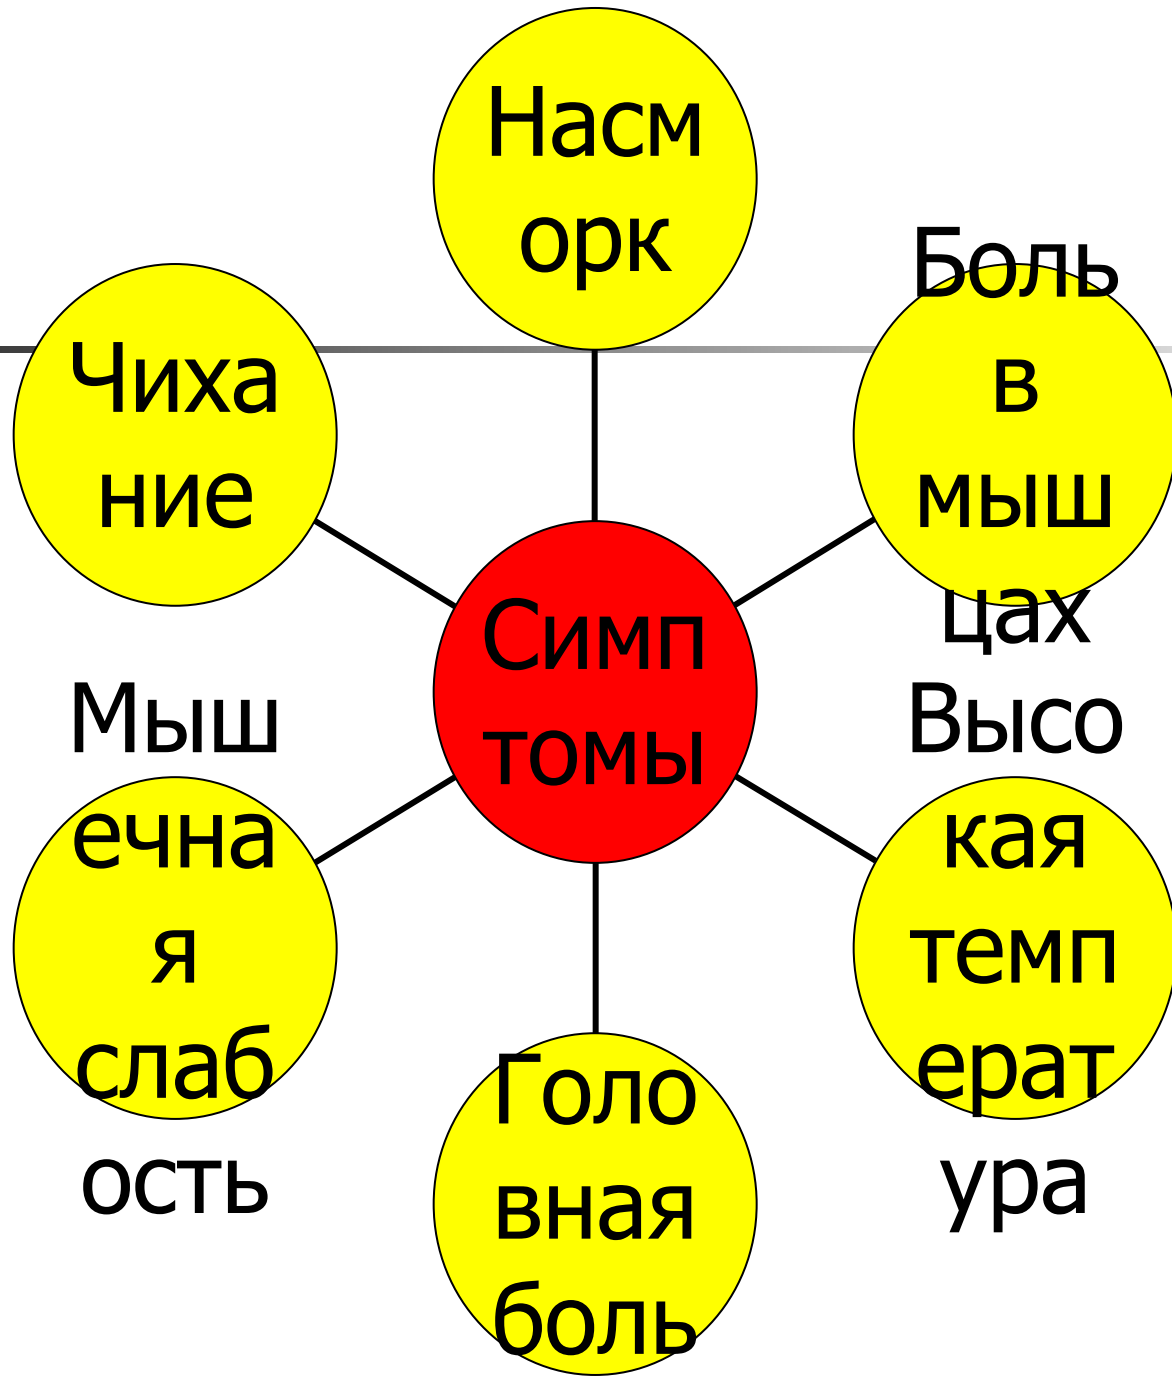 Насм
орк
Боль
в
мыш
цах
Чиха
ние
Симп
томы
Мыш
ечна
я
слаб
ость
Высо
кая
темп
ерат
ура
Голо
вная
боль